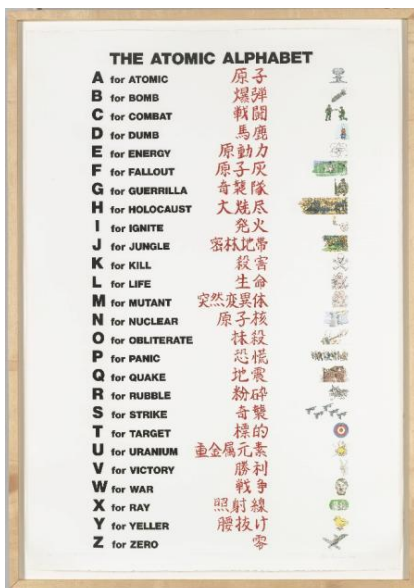 THE ATOMIC ALPHABET
A for ATOMIC 原子
B for BOMB 爆弾
C for COMBAT 戦闘
D for DUMB 馬鹿
E for ENERGY 原動力
F for FALLOUT 原子灰
G for GUERRILLA 奇襲隊
H for HOLOCAUST 大焼尽
I for IGNITE 発火
J for JUNGLE 密林地帯
K for KILL 殺害
L for LIFE 生命
M for MUTANT 突然変異体
N for NUCLEAR 原子核
O for OBLITERATE 抹殺
P for PANIC 恐慌
Q for QUAKE 地震
R for RUBBLE 粉砕
S for STRIKE 奇襲
T for TARGET 標的
U for URANIUM 重金属元素
V for VICTORY 勝利
W for WAR 戦争
X for RAY 照射線
Y for YELLER 腰抜け
Z for ZERO 零